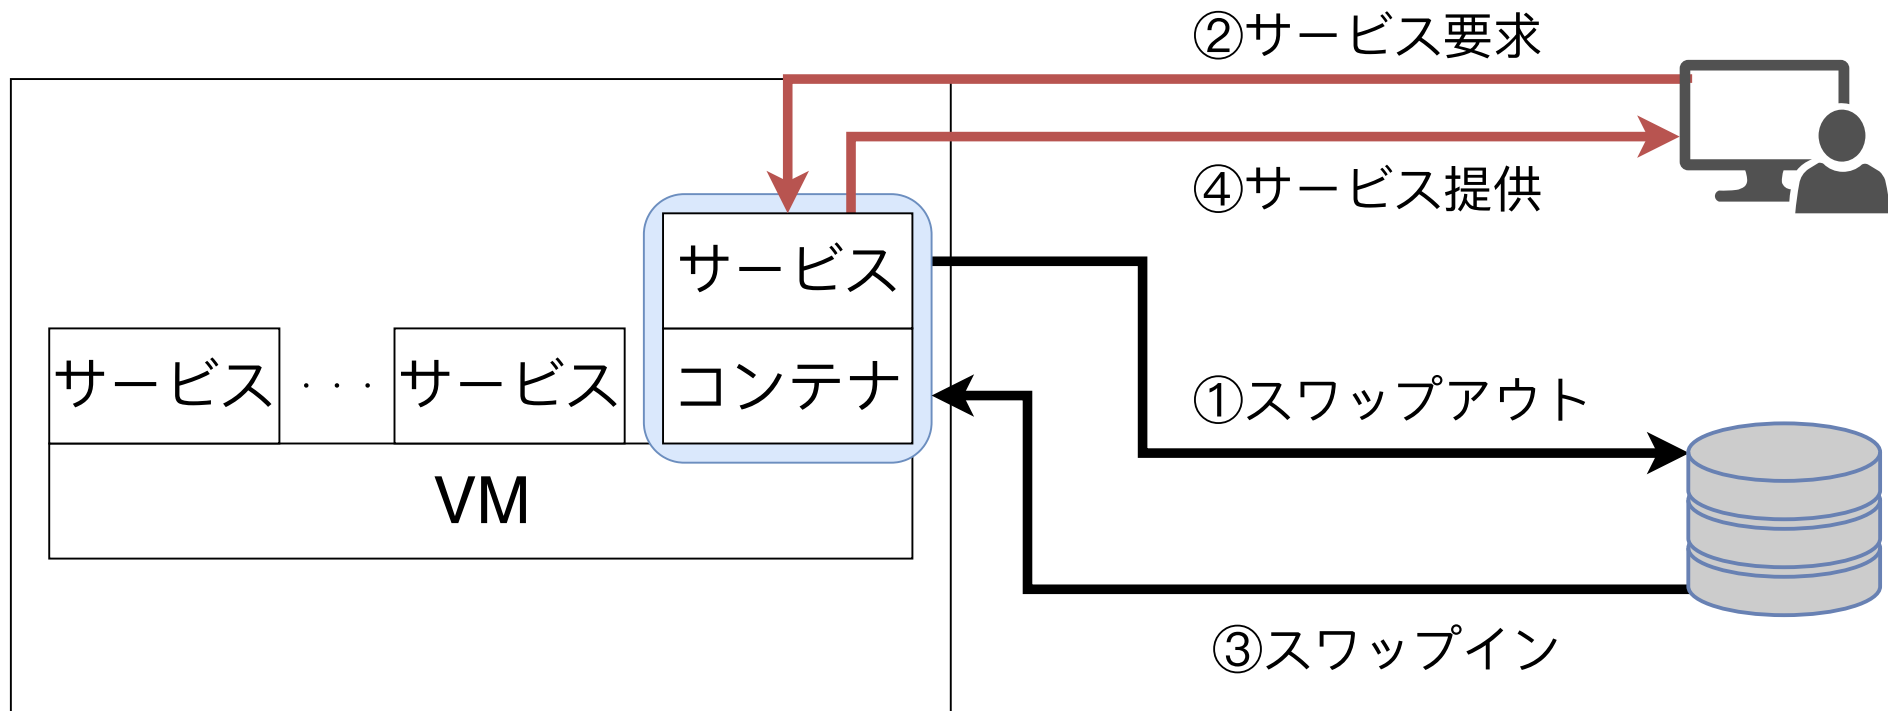 ②サービス要求
④サービス提供
サービス
サービス
・・・
サービス
コンテナ
①スワップアウト
VM
③スワップイン